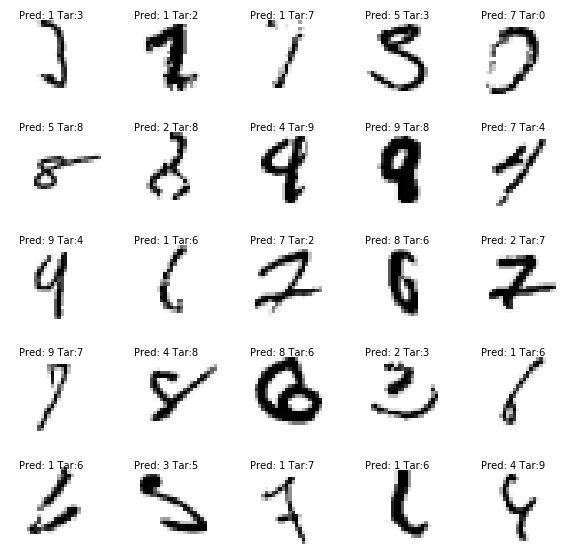 Pred: 1 Tar:3 Pred: 1 Tar:2 Pred: 1 Tar:7 Pred: 5 Tar:3 Pred: 7 Tar:0
Pred: 5 Tar:8 Pred: 2 Tar:8 Pred: 4 Tar:9 Pred: 9 Tar:8 Pred: 7 Tar:4
Pred: 9 Tar:4 Pred: 1 Tar:6 Pred: 7 Tar:2 Pred: 8 Tar:6 Pred: 2 Tar:7
Pred: 9 Tar:7 Pred: 4 Tar:8 Pred: 8 Tar:6 Pred: 2 Tar:3 Pred: 1 Tar:6
Pred: 1 Tar:6 Pred: 3 Tar:5 Pred: 1 Tar:7 Pred: 1 Tar:6 Pred: 4 Tar:9